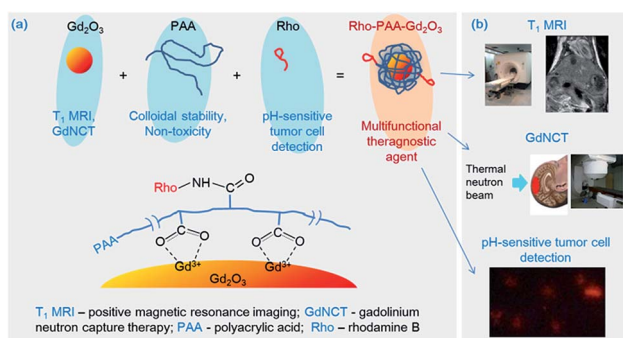 (a)
Gd₂O₃
PAA
Rho
Rho-PAA-Gd₂O₃
+
+
=
T₁ MRI,
GdNCT
Colloidal stability,
Non-toxicity
pH-sensitive
tumor cell
detection
Multifunctional
theragnostic
agent
Rho
NH
C
O
PAA
O
C
O
O
C
O
Gd³⁺
Gd³⁺
Gd₂O₃
T₁ MRI – positive magnetic resonance imaging; GdNCT - gadolinium
neutron capture therapy; PAA - polyacrylic acid; Rho – rhodamine B
(b)
T₁ MRI
GdNCT
Thermal
neutron
beam
pH-sensitive tumor cell
detection